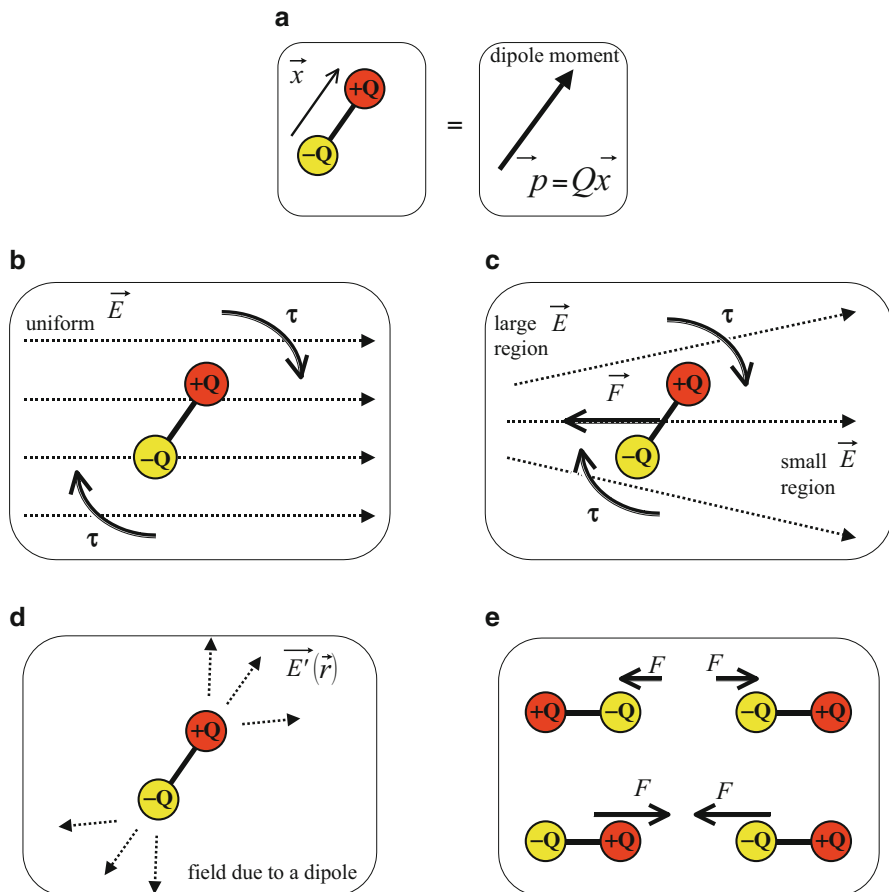 a
x
+Q
−Q
=
dipole moment
p = Qx
b
uniform E
τ
+Q
−Q
τ
c
large E
region
τ
F
+Q
−Q
small E
region
τ
d
E'(r)
+Q
−Q
field due to a dipole
e
F F
+Q −Q −Q +Q
F F
−Q +Q −Q +Q